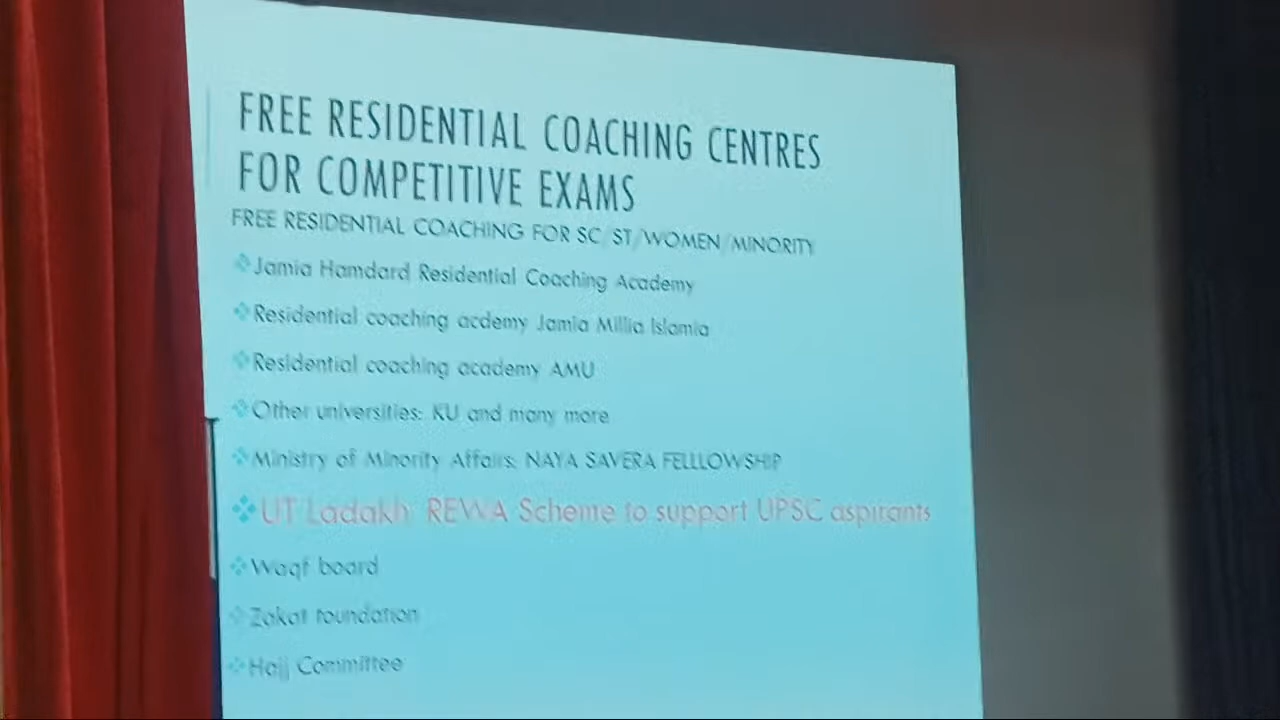 FREE RESIDENTIAL COACHING CENTRES
FOR COMPETITIVE EXAMS
FREE RESIDENTIAL COACHING FOR SC/ST/WOMEN/MINORITY
Jamia Hamdard Residential Coaching Academy
Residential coaching acdemy Jamia Millia Islamia
Residential coaching academy AMU
Other universities: KU and many more
Ministry of Minority Affairs: NAYA SAVERA FELLLOWSHIP
UT Ladakh: REWA Scheme to support UPSC aspirants
Waqf board
Zakat foundation
Hajj Committee